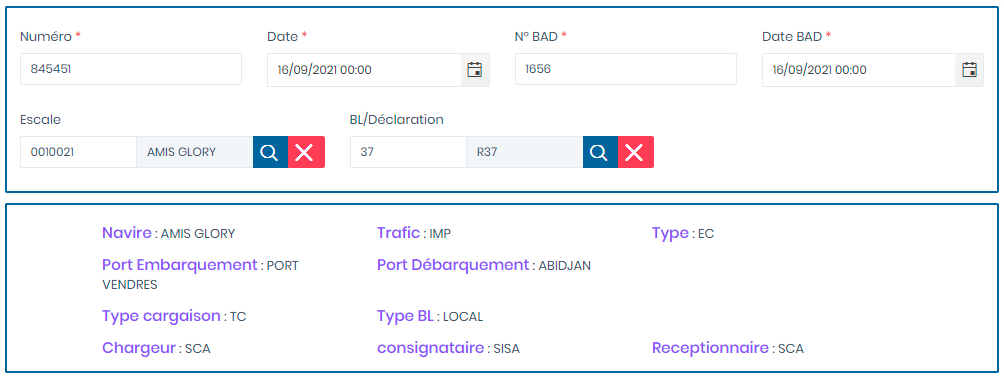 Numéro * Date * N° BAD * Date BAD *
845451 16/09/2021 00:00 1656 16/09/2021 00:00
Escale BL/Déclaration
0010021 AMIS GLORY 37 R37
Navire : AMIS GLORY Trafic : IMP Type : EC
Port Embarquement : PORT VENDRES Port Débarquement : ABIDJAN
Type cargaison : TC Type BL : LOCAL
Chargeur : SCA consignataire : SISA Receptionnaire : SCA